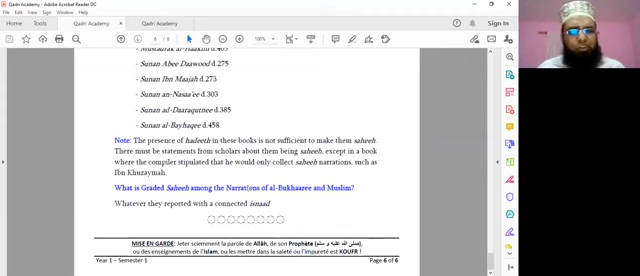 Qadri Academy - Adobe Acrobat Reader DC
File Edit View Window Help
Home Tools Qadri Academy × Qadri Academy Sign In
6 / 6
- Mustadrak al-Haakim d.405
- Sunan Abee Daawood d.275
- Sunan Ibn Maajah d.273
- Sunan an-Nasaa'ee d.303
- Sunan ad-Daaraqutnee d.385
- Sunan al-Bayhaqee d.458
Note: The presence of hadeeth in these books is not sufficient to make them saheeh.
There must be statements from scholars about them being saheeh, except in a book
where the compiler stipulated that he would only collect saheeh narrations, such as
Ibn Khuzaymah.
What is Graded Saheeh among the Narrations of al-Bukhaaree and Muslim?
Whatever they reported with a connected isnaad
MISE EN GARDE: Jeter sciemment la parole de Allâh, de son Prophète (صلى الله عليه و سلم),
ou des enseignements de l'Islam, ou les mettre dans la saleté ou l'impureté est KOUFR !
Year 1 – Semester 1 Page 6 of 6